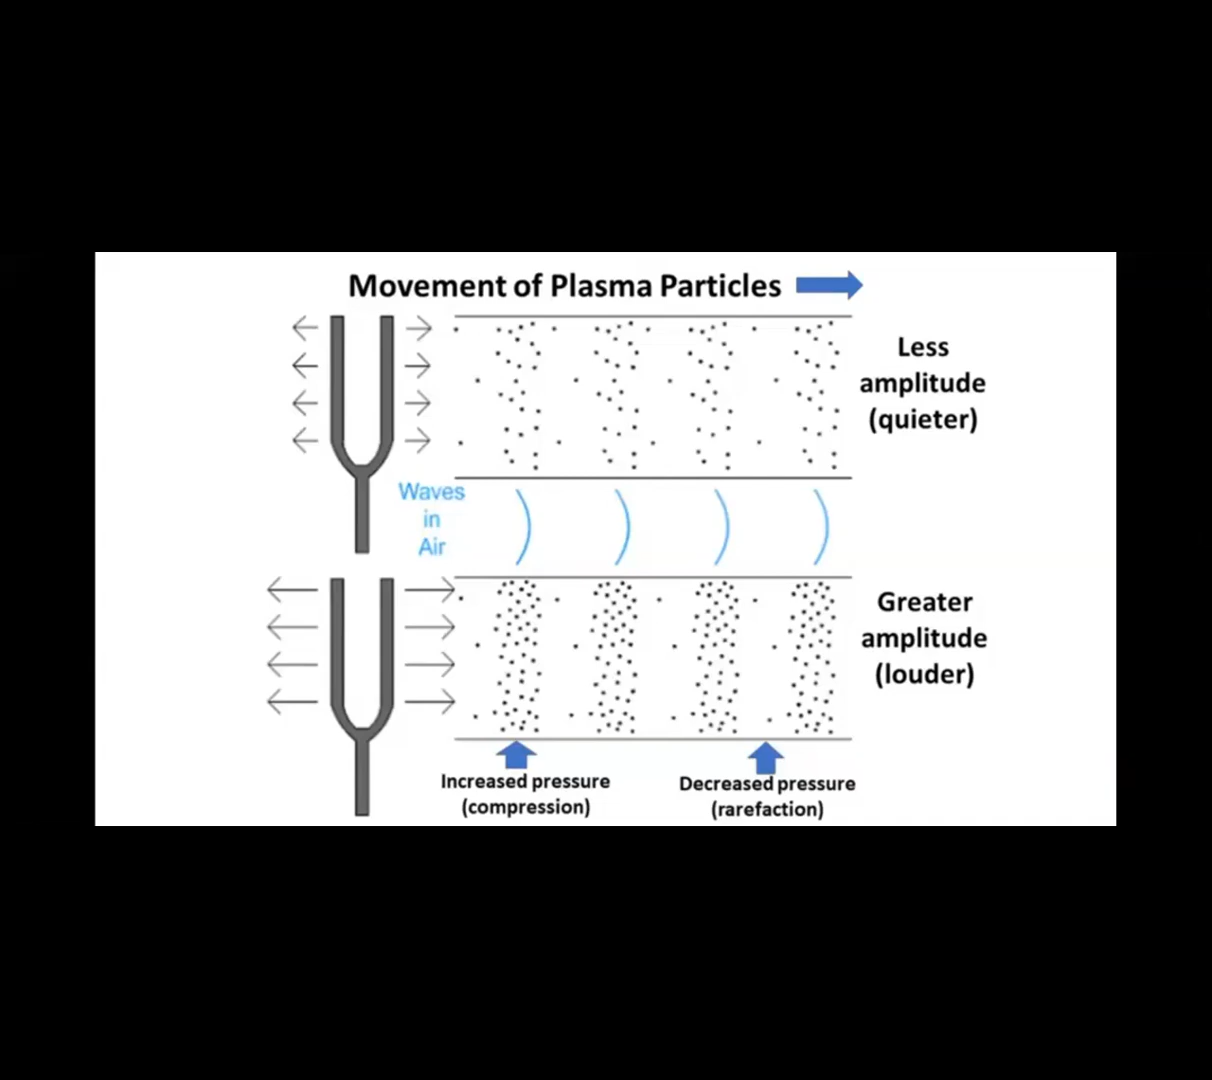 Movement of Plasma Particles
Less
amplitude
(quieter)
Waves
in
Air
Greater
amplitude
(louder)
Increased pressure
(compression)
Decreased pressure
(rarefaction)